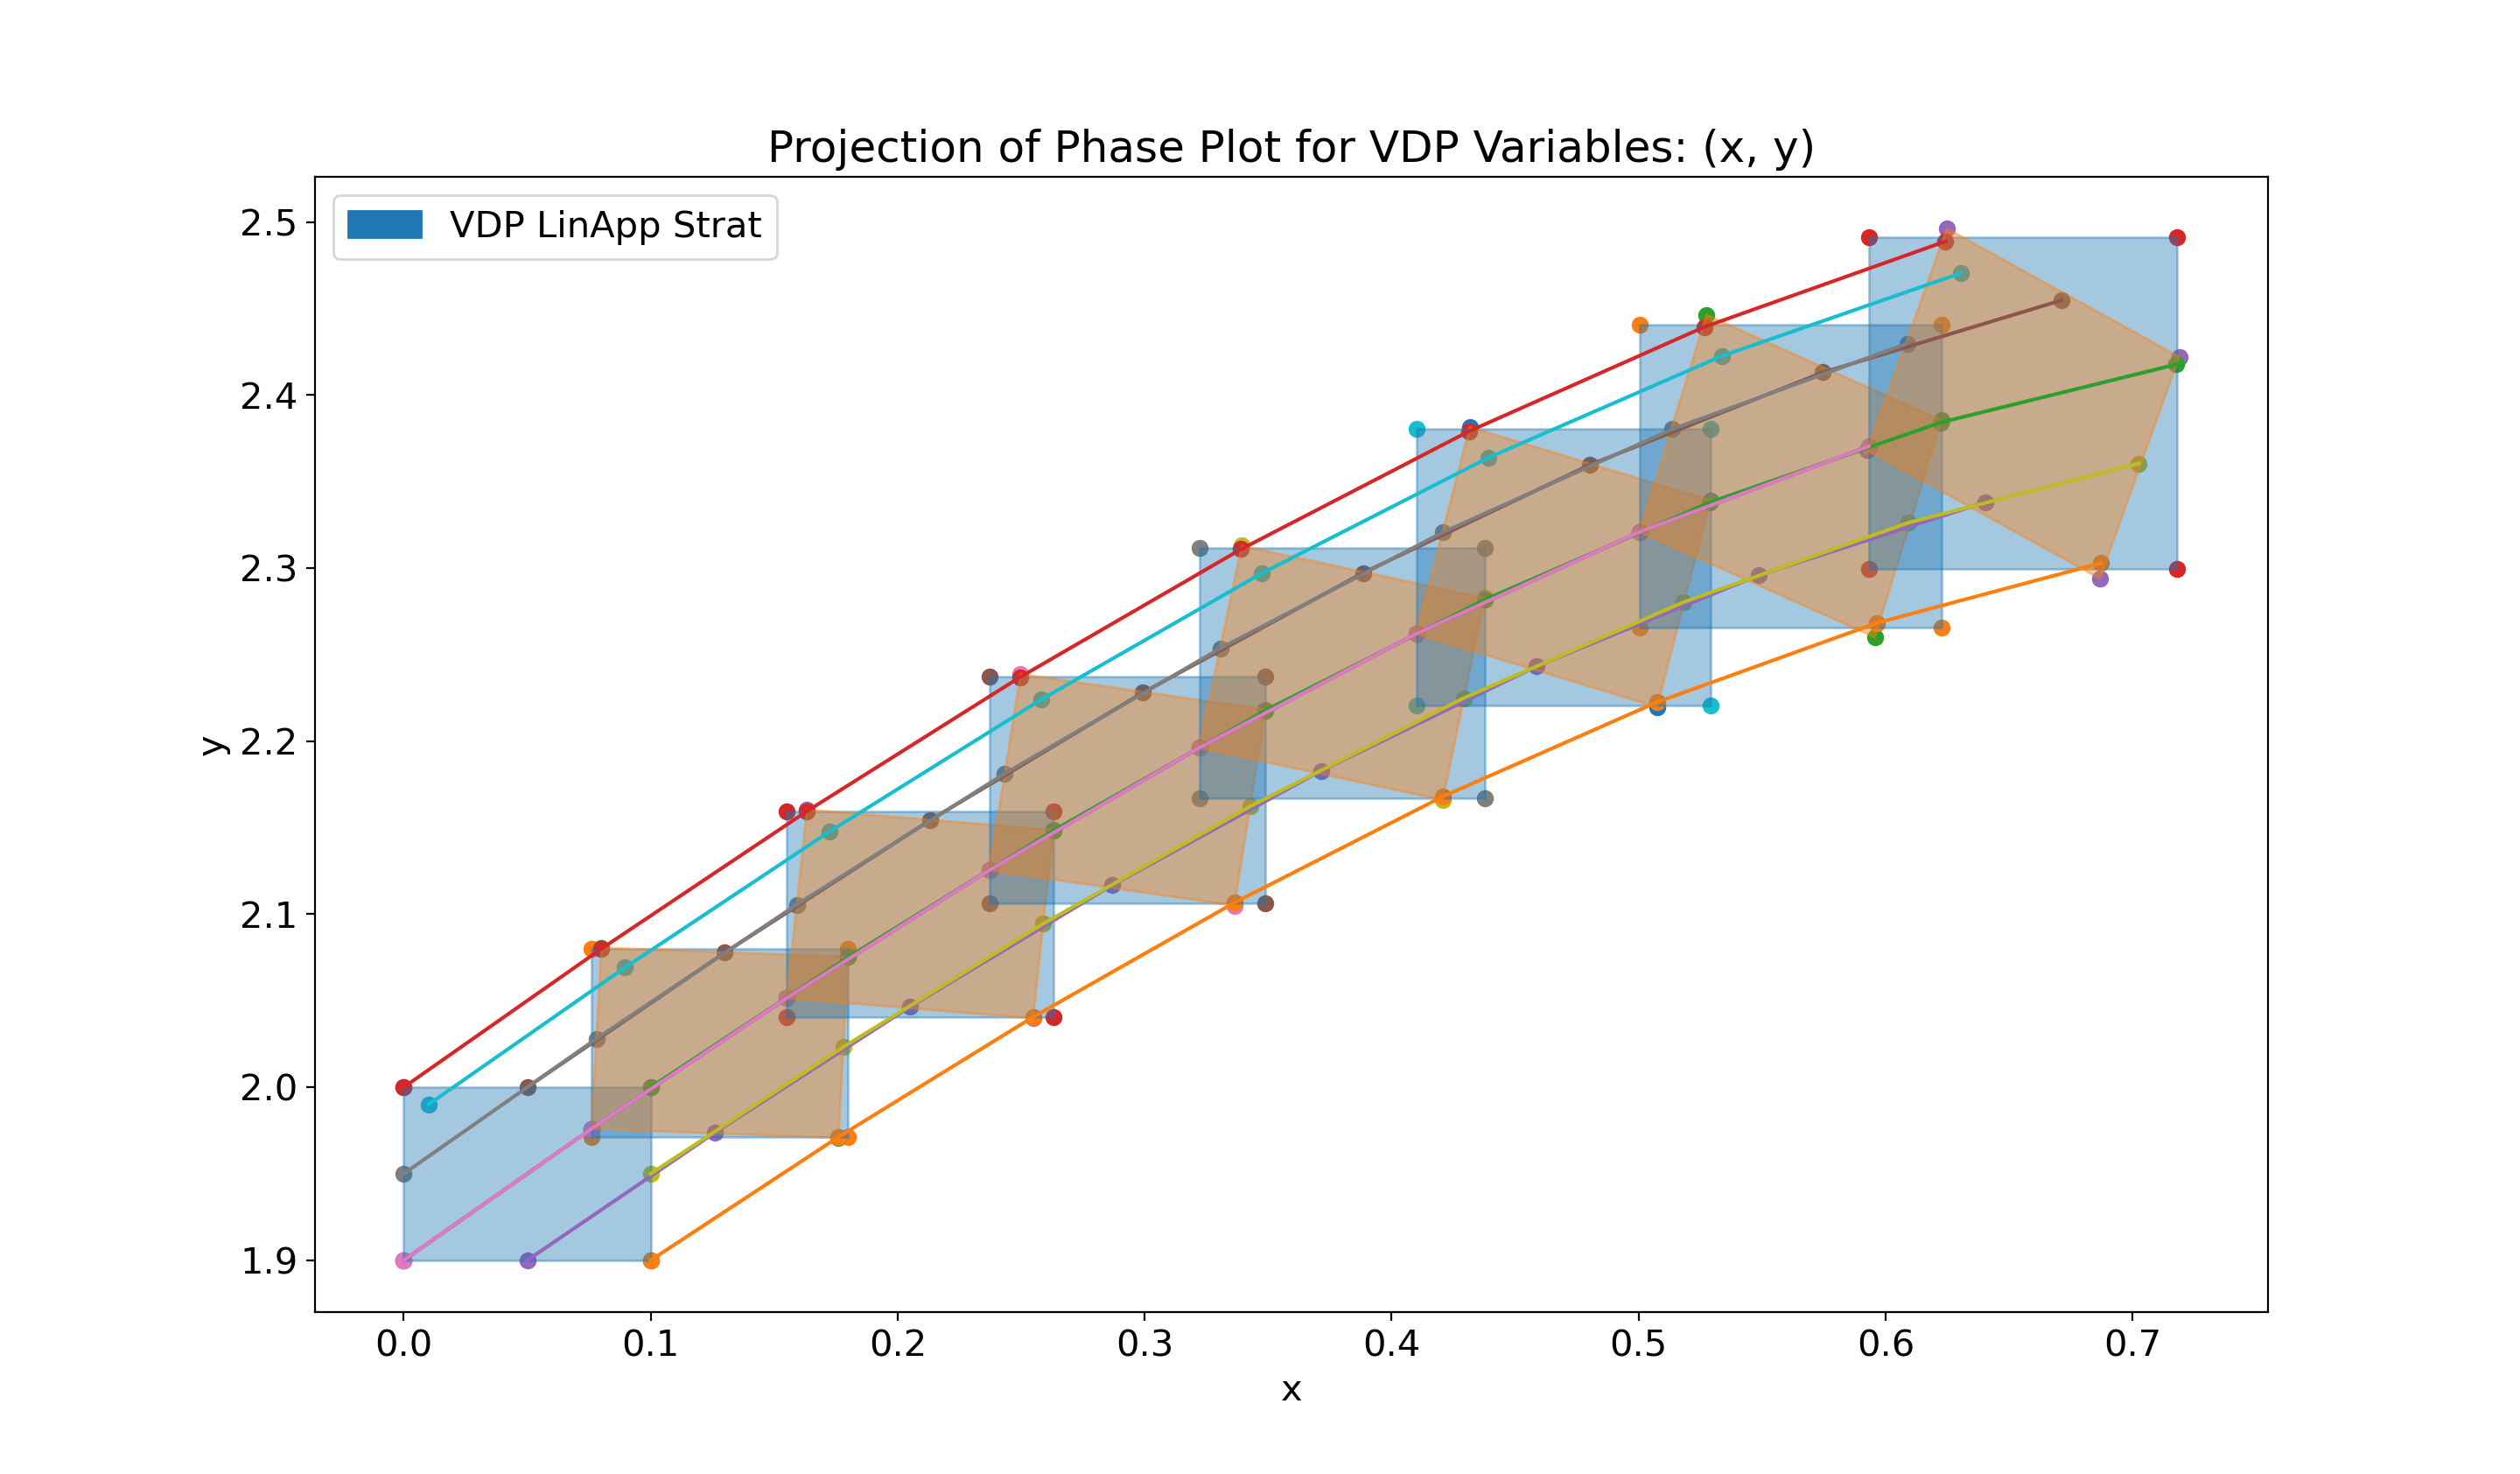 Projection of Phase Plot for VDP Variables: (x, y)
VDP LinApp Strat
2.5
2.4
2.3
2.2
2.1
2.0
1.9
y
0.0 0.1 0.2 0.3 0.4 0.5 0.6 0.7
x